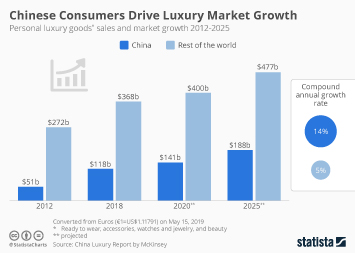 Chinese Consumers Drive Luxury Market Growth
Personal luxury goods* sales and market growth 2012-2025
China Rest of the world
$477b
$400b
$368b
$272b
$188b
$141b
$118b
$51b
2012 2018 2020** 2025**
Compound
annual growth
rate
14%
5%
Converted from Euros (€1=US$1.11791) on May 15, 2019
* Ready to wear, accessories, watches and jewelry, and beauty
** projected
Source: China Luxury Report by McKinsey
@StatistaCharts
statista